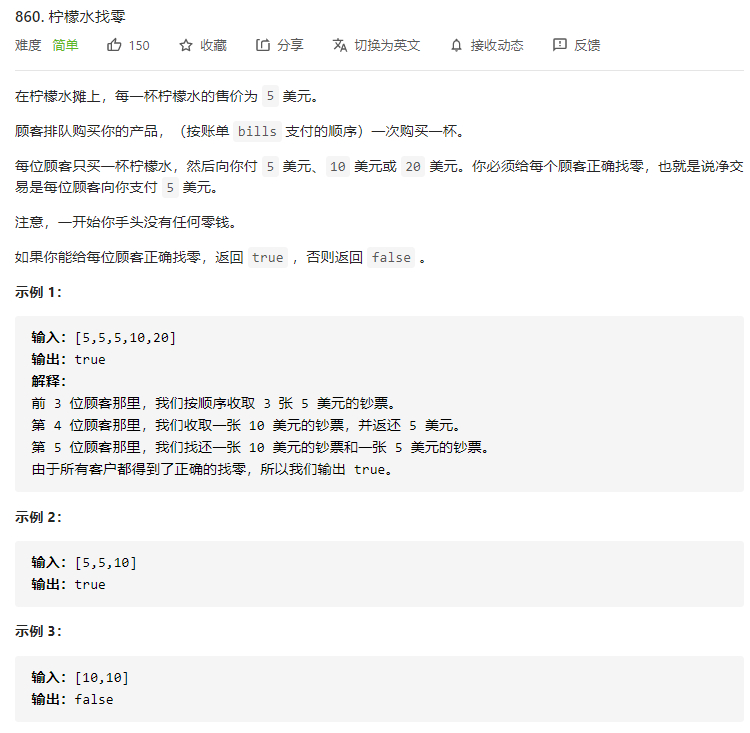 860. 柠檬水找零
难度 简单 150 收藏 分享 切换为英文 接收动态 反馈
在柠檬水摊上，每一杯柠檬水的售价为 5 美元。
顾客排队购买你的产品，（按账单 bills 支付的顺序）一次购买一杯。
每位顾客只买一杯柠檬水，然后向你付 5 美元、10 美元或 20 美元。你必须给每个顾客正确找零，也就是说净交
易是每位顾客向你支付 5 美元。
注意，一开始你手头没有任何零钱。
如果你能给每位顾客正确找零，返回 true ，否则返回 false 。
示例 1：
输入：[5,5,5,10,20]
输出：true
解释：
前 3 位顾客那里，我们按顺序收取 3 张 5 美元的钞票。
第 4 位顾客那里，我们收取一张 10 美元的钞票，并返还 5 美元。
第 5 位顾客那里，我们找还一张 10 美元的钞票和一张 5 美元的钞票。
由于所有客户都得到了正确的找零，所以我们输出 true。
示例 2：
输入：[5,5,10]
输出：true
示例 3：
输入：[10,10]
输出：false